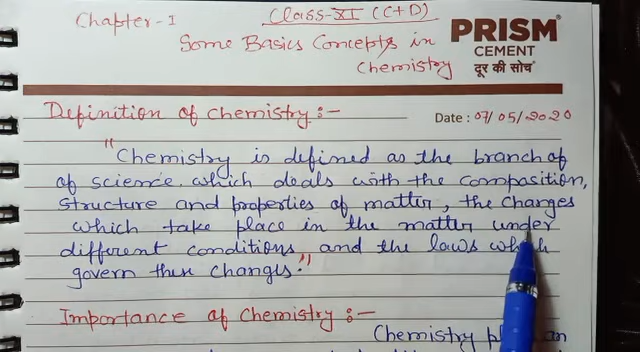 Chapter-I
Class-XI (C+D)
Some Basics Concepts in
Chemistry
PRISM
CEMENT
दूर की सोच
Definition of Chemistry :-
Date : 07/05/2020
"Chemistry is defined as the branch of
of science. which deals with the composition,
structure and properties of matter, the changes
which take place in the matter under
different conditions and the laws which
govern these changes."
Importance of Chemistry :-
Chemistry